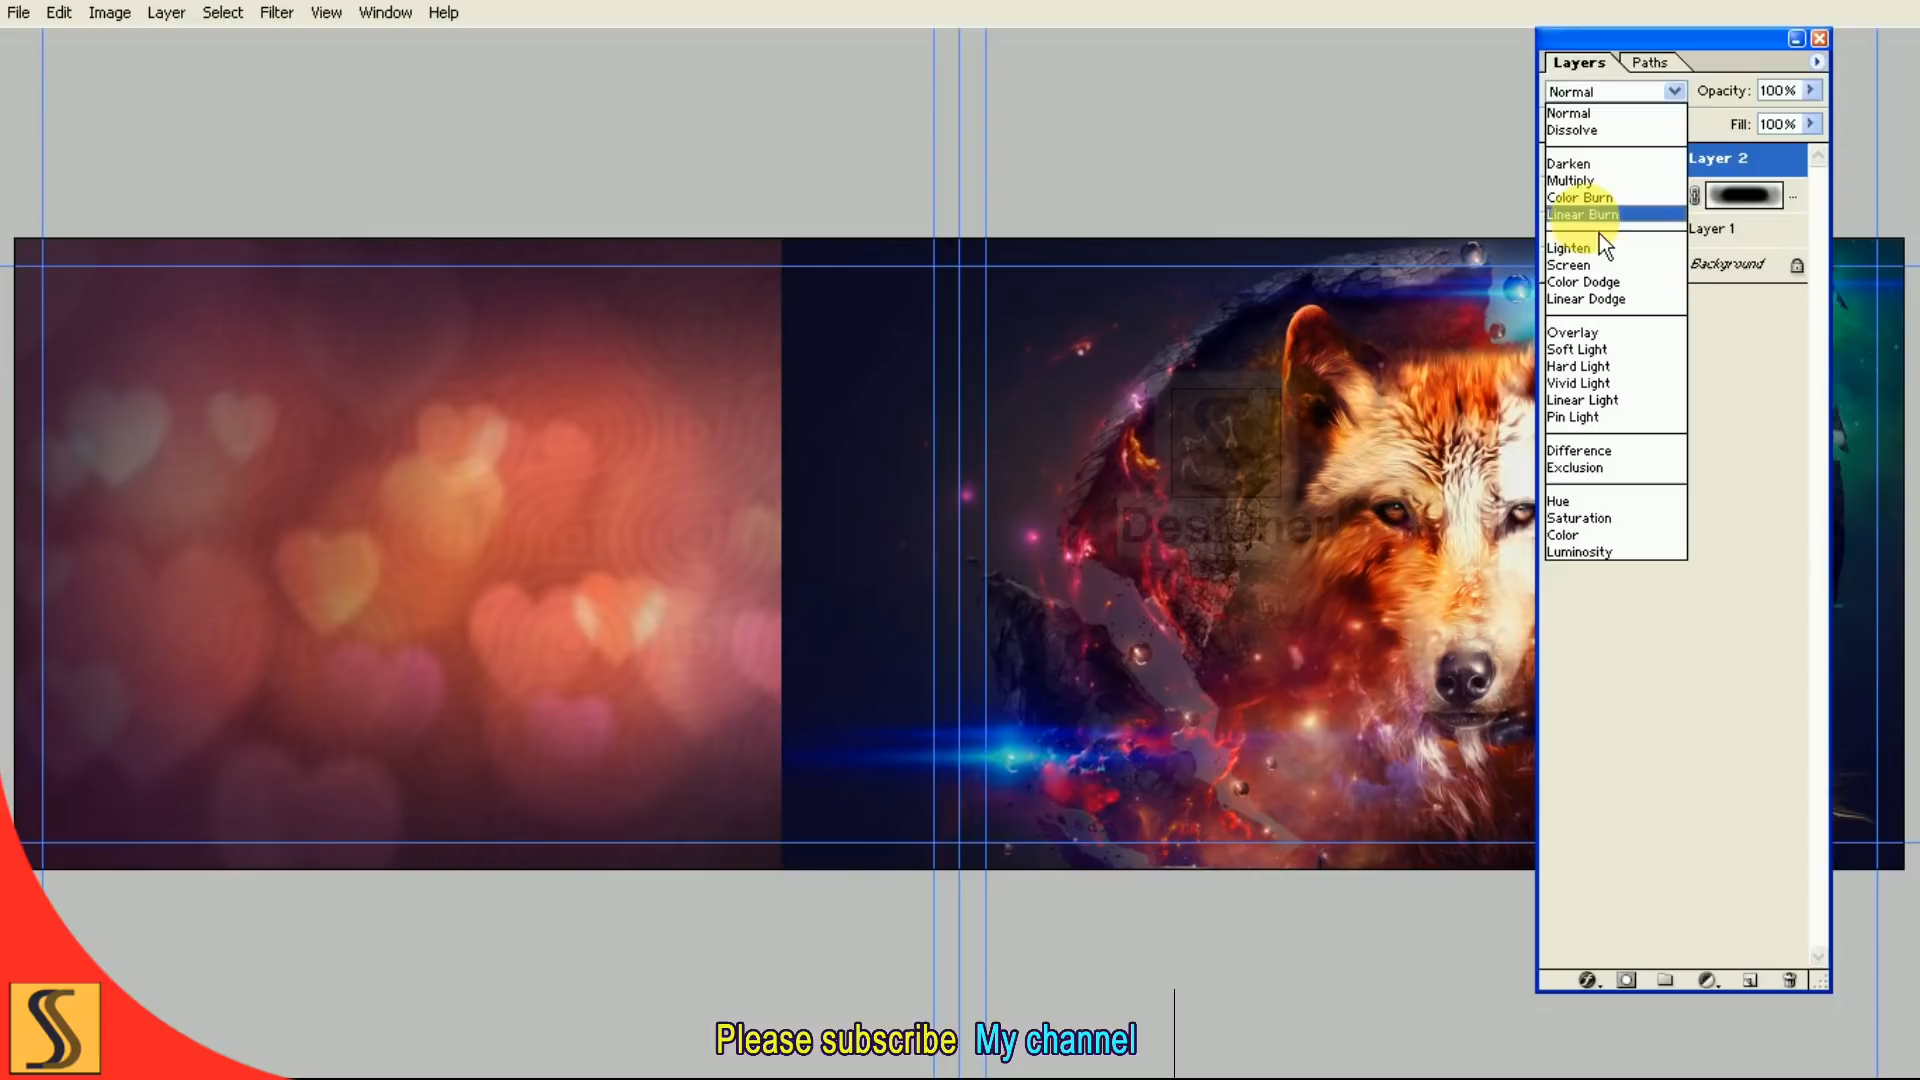 File Edit Image Layer Select Filter View Window Help
Layers Paths
Normal Opacity: 100%
Normal
Dissolve
Fill: 100%
Darken
Multiply
Color Burn
Linear Burn
Lighten
Screen
Color Dodge
Linear Dodge
Overlay
Soft Light
Hard Light
Vivid Light
Linear Light
Pin Light
Difference
Exclusion
Hue
Saturation
Color
Luminosity
Layer 2
...
Layer 1
Background
Designer
Please subscribe My channel